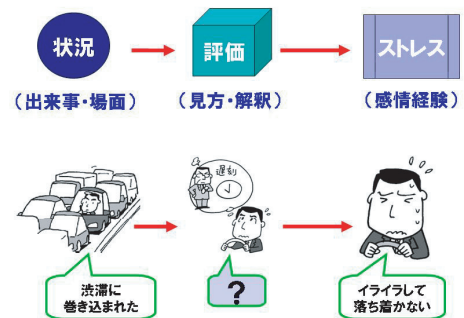 状況
評価
ストレス
（出来事・場面）
（見方・解釈）
（感情経験）
遅刻
渋滞に
巻き込まれた
？
イライラして
落ち着かない